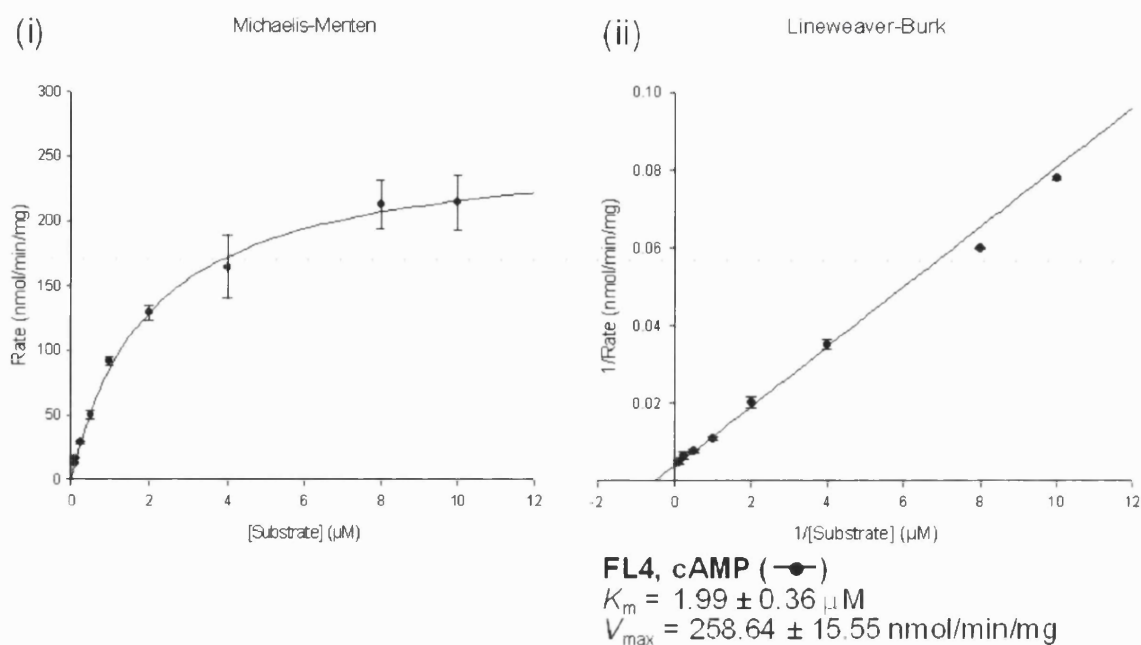 (i)
Michaelis-Menten
300
250
200
150
100
50
0
Rate (nmol/min/mg)
0 2 4 6 8 10 12
[Substrate] (µM)
(ii)
Lineweaver-Burk
0.10
0.08
0.06
0.04
0.02
1/Rate (nmol/min/mg)
-2 0 2 4 6 8 10 12
1/[Substrate] (µM)
FL4, cAMP ( )
Km = 1.99 ± 0.36 µM
Vmax = 258.64 ± 15.55 nmol/min/mg